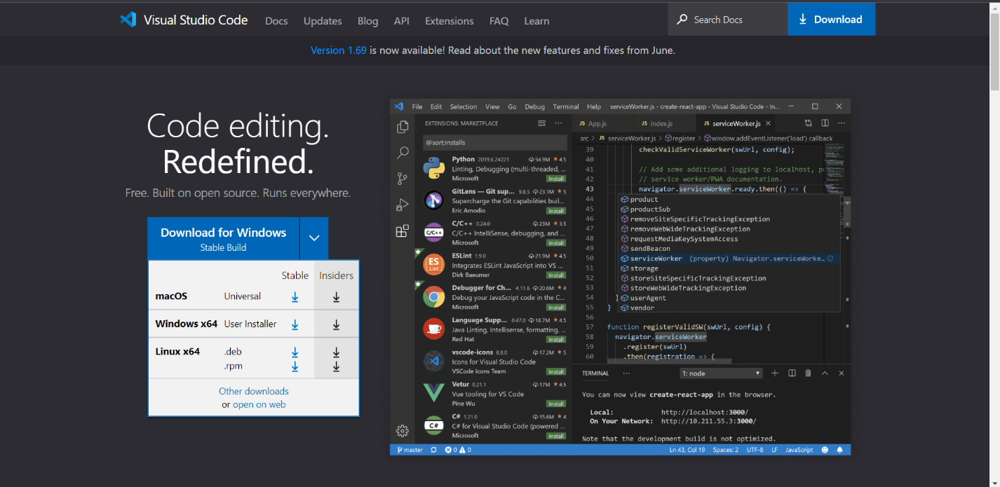 Visual Studio Code Docs Updates Blog API Extensions FAQ Learn Search Docs Download
Version 1.69 is now available! Read about the new features and fixes from June.
Code editing.
Redefined.
Free. Built on open source. Runs everywhere.
Download for Windows
Stable Build
Stable Insiders
macOS Universal
Windows x64 User Installer
Linux x64 .deb
.rpm
Other downloads
or open on web
File Edit Selection View Go Debug Terminal Help serviceWorker.js - create-react-app - Visual Studio Code - In...
EXTENSIONS: MARKETPLACE
@sort:installs
Python 2019.6.24221 54.9M 4.5
Linting, Debugging (multi-threaded, ...
Microsoft Install
GitLens — Git sup... 9.8.5 23.1M 5
Supercharge the Git capabilities buil...
Eric Amodio Install
C/C++ 0.24.0 23M 3.5
C/C++ IntelliSense, debugging, and ...
Microsoft Install
ESLint 1.9.0 21.9M 4.5
Integrates ESLint JavaScript into VS ...
Dirk Baeumer Install
Debugger for Ch... 4.11.6 20.6M 4
Debug your JavaScript code in the C...
Microsoft Install
Language Supp... 0.47.0 18.7M 4.5
Java Linting, Intellisense, formatting, ...
Red Hat Install
vscode-icons 8.8.0 17.2M 5
Icons for Visual Studio Code
VSCode Icons Team Install
Vetur 0.21.1 17M 4.5
Vue tooling for VS Code
Pine Wu Install
C# 1.21.0 15.6M 4
C# for Visual Studio Code (powered ...
Microsoft Install
C/C++
ES
Lint
C#
JS App.js JS index.js JS serviceWorker.js
src > JS serviceWorker.js > register > window.addEventListener('load') callback
39 checkValidServiceWorker(swUrl, config);
40
41 // Add some additional logging to localhost, po
42 // service worker/PWA documentation.
43 navigator.serviceWorker.ready.then(() => {
44 product
45 productSub
46 removeSiteSpecificTrackingException
47 removeWebWideTrackingException
48 requestMediaKeySystemAccess
49 sendBeacon
50 serviceWorker (property) Navigator.serviceWorke...
51 storage
52 storeSiteSpecificTrackingException
53 storeWebWideTrackingException
54 } userAgent
55 } vendor
56
57 function registerValidSW(swUrl, config) {
58 navigator.serviceWorker
59 .register(swUrl)
60 .then(registration => {
TERMINAL ... 1: node
You can now view create-react-app in the browser.
Local: http://localhost:3000/
On Your Network: http://10.211.55.3:3000/
Note that the development build is not optimized.
master 0 0 Ln 43, Col 19 Spaces: 2 UTF-8 LF JavaScript